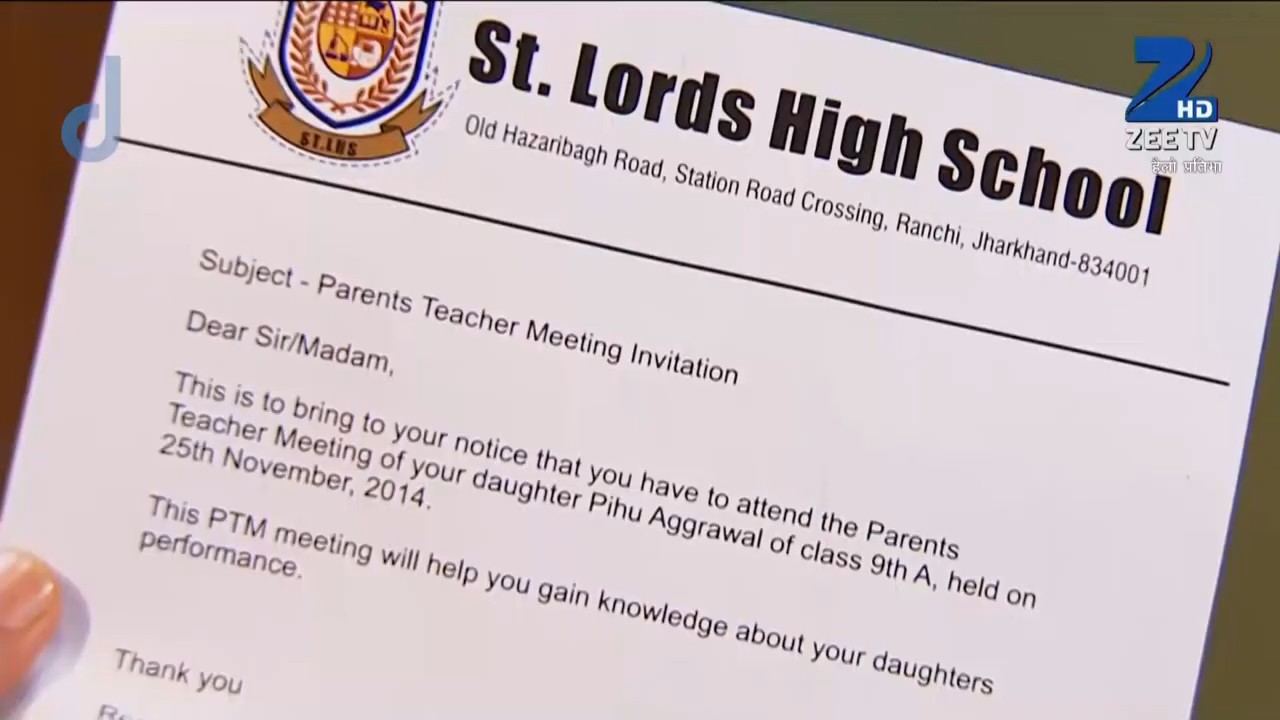 St. Lords High School
Old Hazaribagh Road, Station Road Crossing, Ranchi, Jharkhand-834001
ST.LHS
Z HD
ZEE TV
हेलो प्रतिभा
d
Subject - Parents Teacher Meeting Invitation
Dear Sir/Madam,
This is to bring to your notice that you have to attend the Parents
Teacher Meeting of your daughter Pihu Aggrawal of class 9th A, held on
25th November, 2014.
This PTM meeting will help you gain knowledge about your daughters
performance.
Thank you